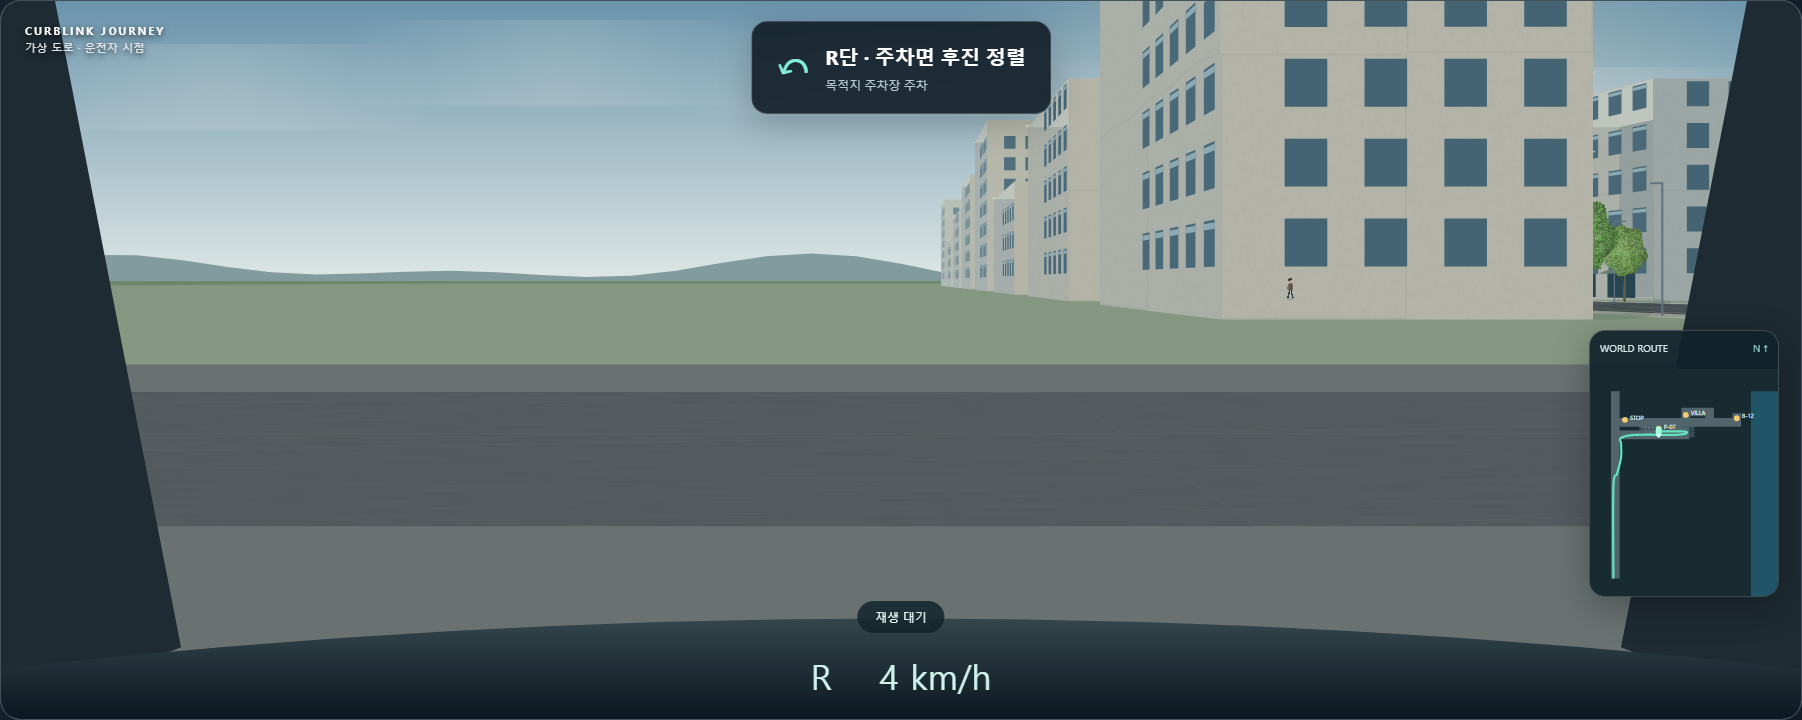 CURBLINK JOURNEY
가상 도로 · 운전자 시점
R단 · 주차면 후진 정렬
목적지 주차장 주차
WORLD ROUTE
N ↑
STOP
VILLA
B-12
P-07
재생 대기
R 4 km/h